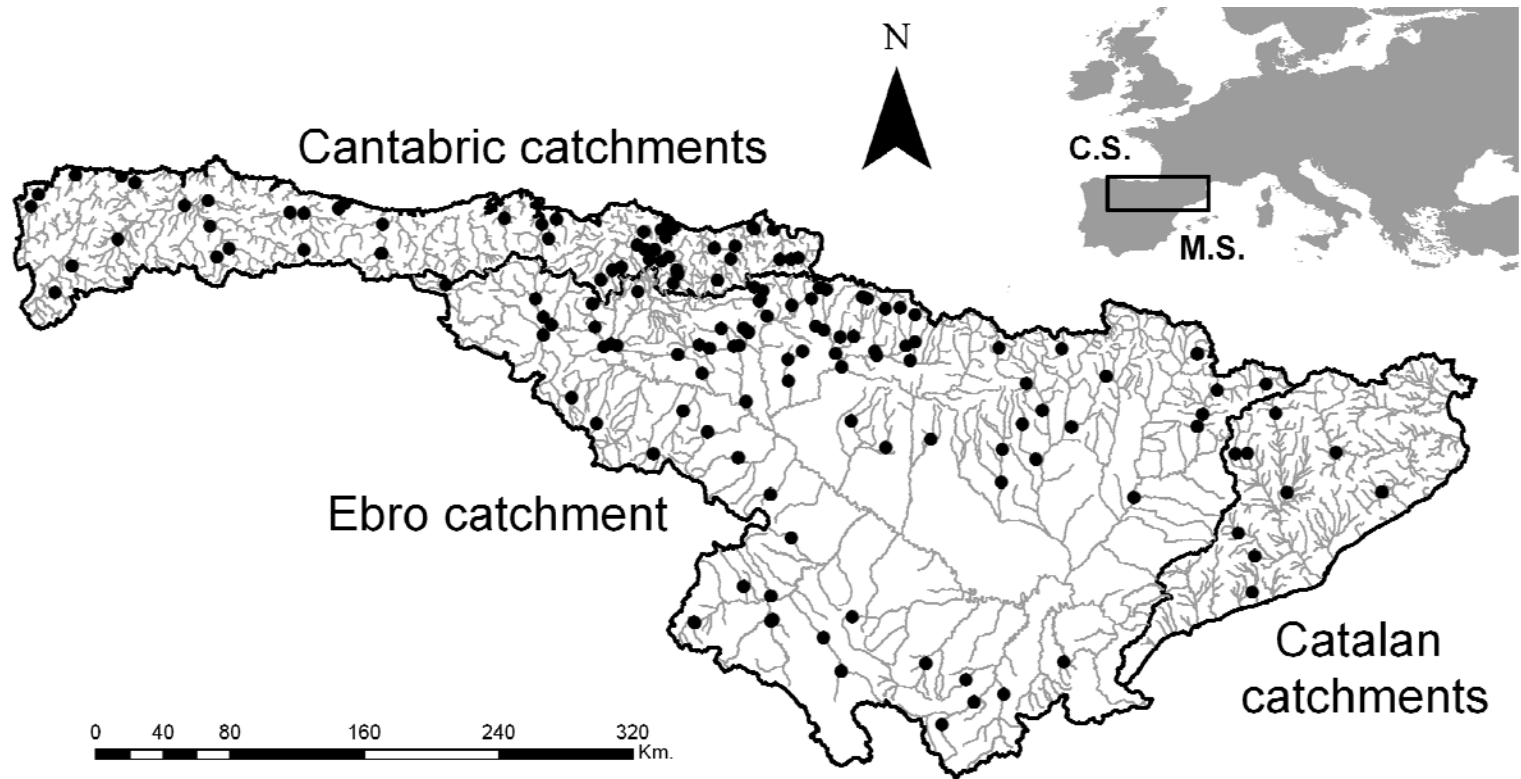 N
Cantabric catchments
C.S.
M.S.
Ebro catchment
Catalan
catchments
0 40 80 160 240 320
Km.